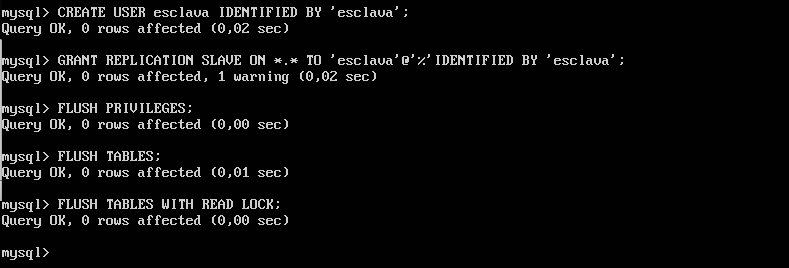 mysql> CREATE USER esclava IDENTIFIED BY 'esclava';
Query OK, 0 rows affected (0,02 sec)
mysql> GRANT REPLICATION SLAVE ON *.* TO 'esclava'@'%'IDENTIFIED BY 'esclava';
Query OK, 0 rows affected, 1 warning (0,02 sec)
mysql> FLUSH PRIVILEGES;
Query OK, 0 rows affected (0,00 sec)
mysql> FLUSH TABLES;
Query OK, 0 rows affected (0,01 sec)
mysql> FLUSH TABLES WITH READ LOCK;
Query OK, 0 rows affected (0,00 sec)
mysql>